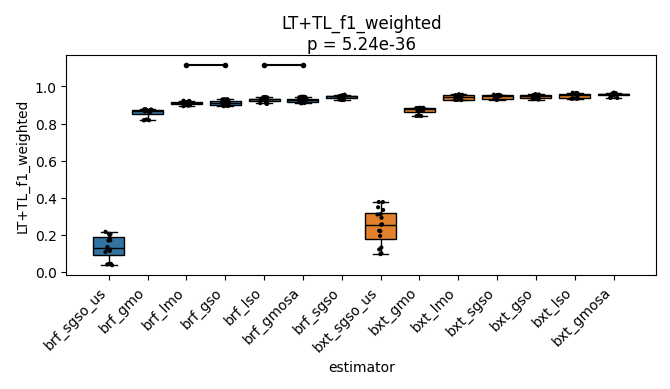 LT+TL_f1_weighted
p = 5.24e-36
LT+TL_f1_weighted
1.0
0.8
0.6
0.4
0.2
0.0
brf_sgso_us
brf_gmo
brf_lmo
brf_gso
brf_lso
brf_gmosa
brf_sgso
bxt_sgso_us
bxt_gmo
bxt_lmo
bxt_sgso
bxt_gso
bxt_lso
bxt_gmosa
estimator